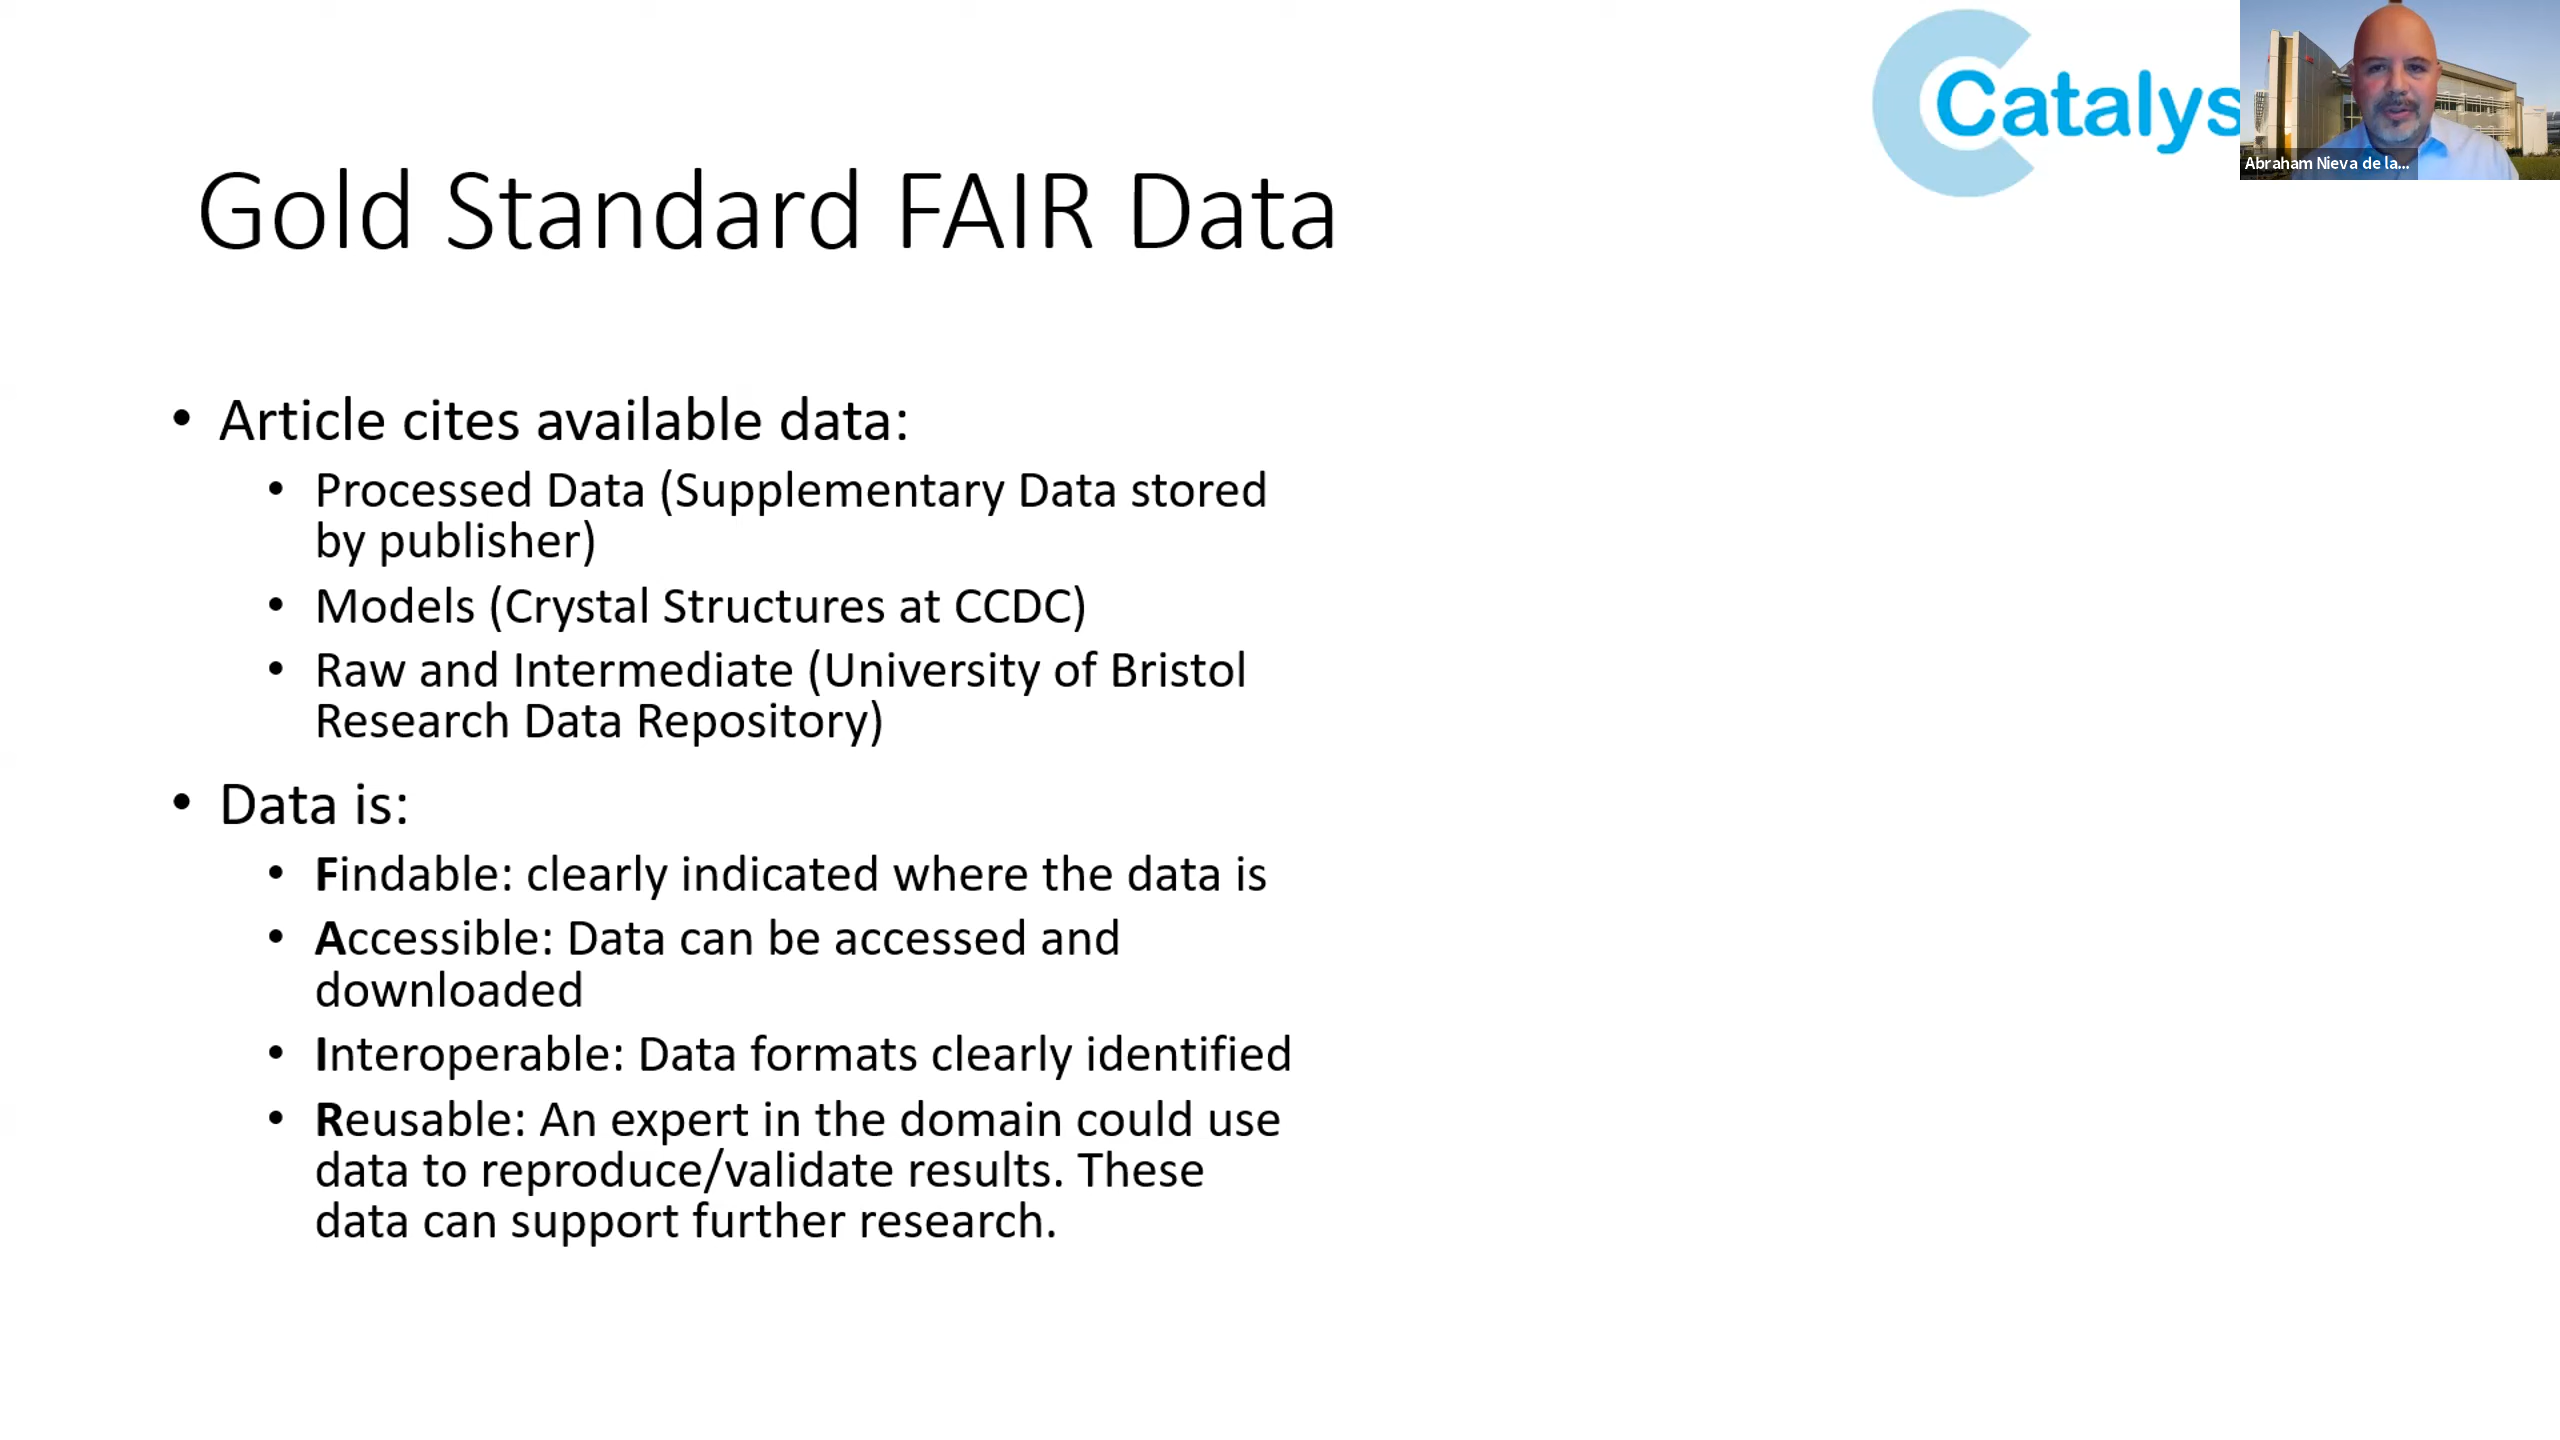 Catalys
Abraham Nieva de la...
Gold Standard FAIR Data
• Article cites available data:
• Processed Data (Supplementary Data stored
by publisher)
• Models (Crystal Structures at CCDC)
• Raw and Intermediate (University of Bristol
Research Data Repository)
• Data is:
• Findable: clearly indicated where the data is
• Accessible: Data can be accessed and
downloaded
• Interoperable: Data formats clearly identified
• Reusable: An expert in the domain could use
data to reproduce/validate results. These
data can support further research.